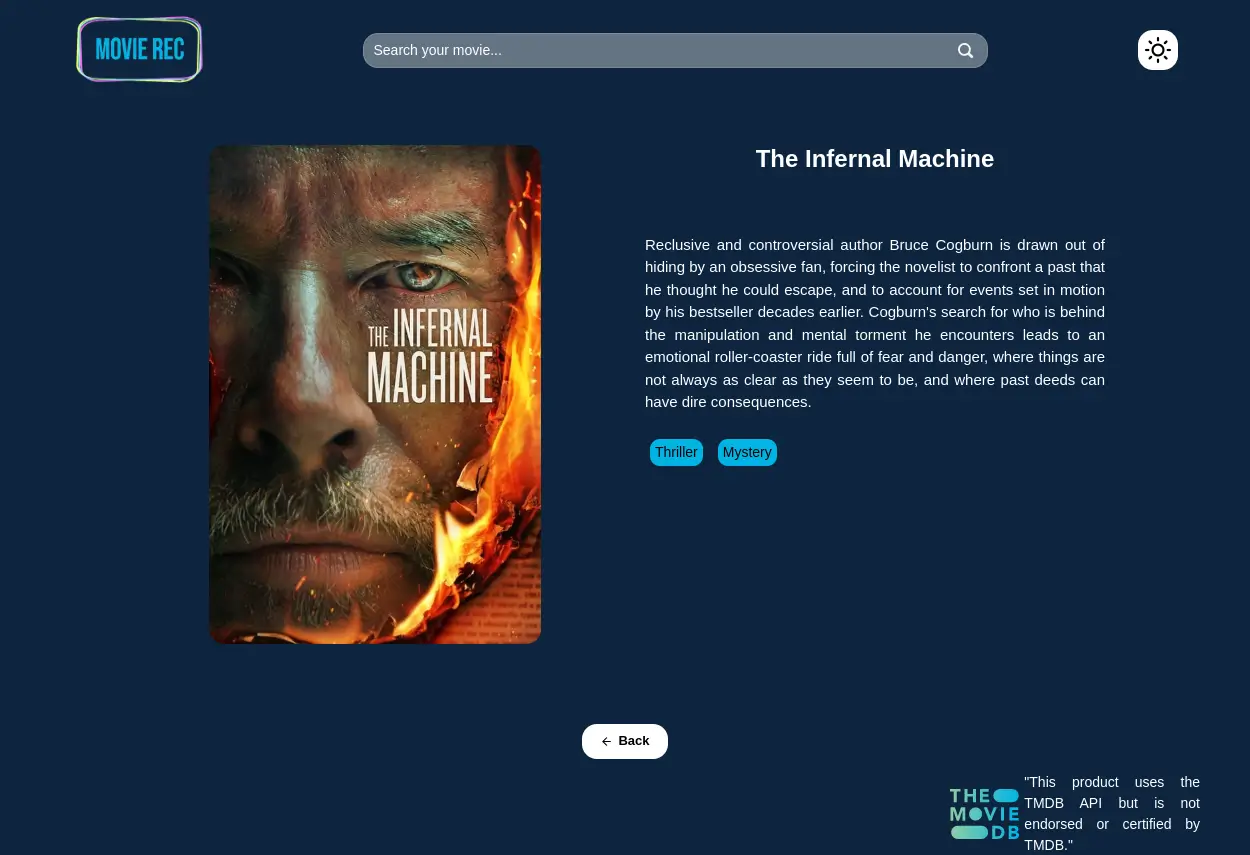 MOVIE REC
Search your movie...
The Infernal Machine
THE INFERNAL
MACHINE
Reclusive and controversial author Bruce Cogburn is drawn out of
hiding by an obsessive fan, forcing the novelist to confront a past that
he thought he could escape, and to account for events set in motion
by his bestseller decades earlier. Cogburn's search for who is behind
the manipulation and mental torment he encounters leads to an
emotional roller-coaster ride full of fear and danger, where things are
not always as clear as they seem to be, and where past deeds can
have dire consequences.
Thriller Mystery
Back
THE
MOVIE
DB
"This product uses the
TMDB API but is not
endorsed or certified by
TMDB."